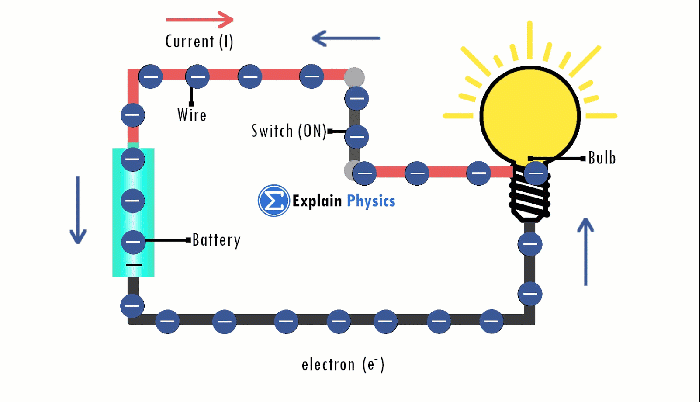 Current (I)
Wire
Switch (ON)
Bulb
Explain Physics
Battery
electron (e⁻)